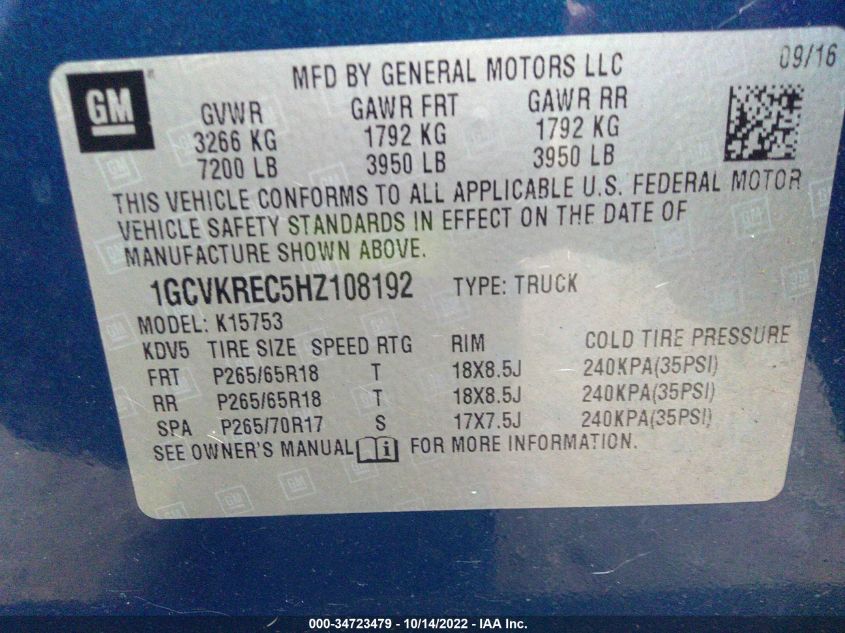 MFD BY GENERAL MOTORS LLC 09/16
GM
GVWR GAWR FRT GAWR RR
3266 KG 1792 KG 1792 KG
7200 LB 3950 LB 3950 LB
THIS VEHICLE CONFORMS TO ALL APPLICABLE U.S. FEDERAL MOTOR
VEHICLE SAFETY STANDARDS IN EFFECT ON THE DATE OF
MANUFACTURE SHOWN ABOVE.
1GCVKREC5HZ108192 TYPE: TRUCK
MODEL: K15753
KDV5 TIRE SIZE SPEED RTG RIM COLD TIRE PRESSURE
FRT P265/65R18 T 18X8.5J 240KPA(35PSI)
RR P265/65R18 T 18X8.5J 240KPA(35PSI)
SPA P265/70R17 S 17X7.5J 240KPA(35PSI)
SEE OWNER'S MANUAL i FOR MORE INFORMATION.
000-34723479 - 10/14/2022 - IAA Inc.